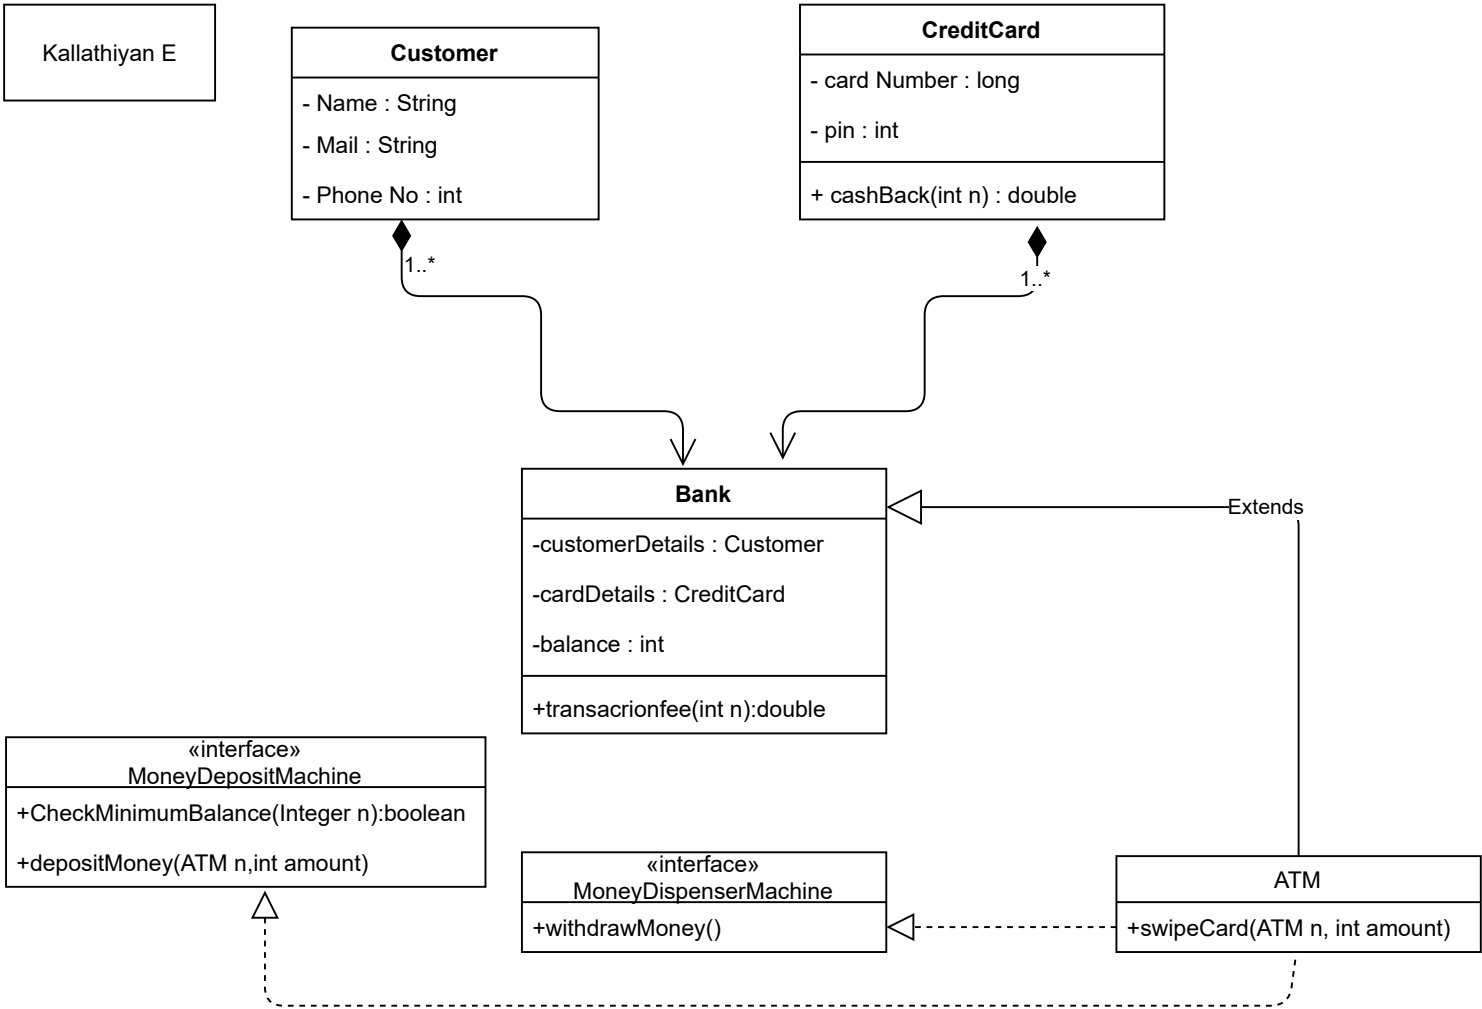 Kallathiyan E
Customer
- Name : String
- Mail : String
- Phone No : int
1..*
CreditCard
- card Number : long
- pin : int
+ cashBack(int n) : double
1..*
Bank
-customerDetails : Customer
-cardDetails : CreditCard
-balance : int
+transacrionfee(int n):double
Extends
«interface»
MoneyDepositMachine
+CheckMinimumBalance(Integer n):boolean
+depositMoney(ATM n,int amount)
«interface»
MoneyDispenserMachine
+withdrawMoney()
ATM
+swipeCard(ATM n, int amount)